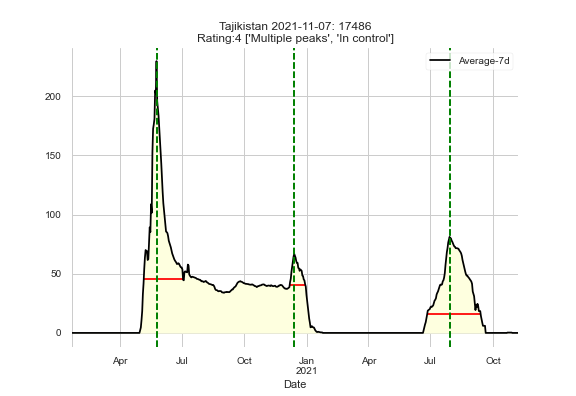 Tajikistan 2021-11-07: 17486
Rating:4 ['Multiple peaks', 'In control']
Average-7d
200
150
100
50
0
Apr Jul Oct Jan Apr Jul Oct
2021
Date